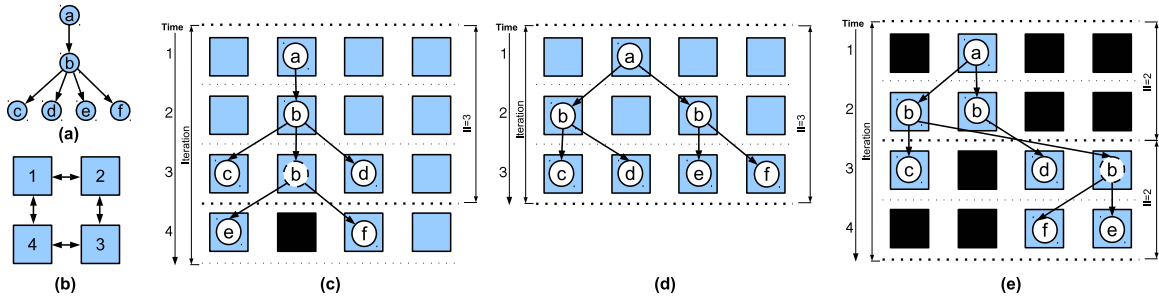 a
b
c d e f
(a)
1 2
4 3
(b)
Time
1
2
3
4
Iteration
a
b
c b d
e f
II=3
(c)
Time
1
2
3
Iteration
a
b b
c d e f
II=3
(d)
Time
1
2
3
4
Iteration
a
b b
c d b
f e
II=2
II=2
(e)